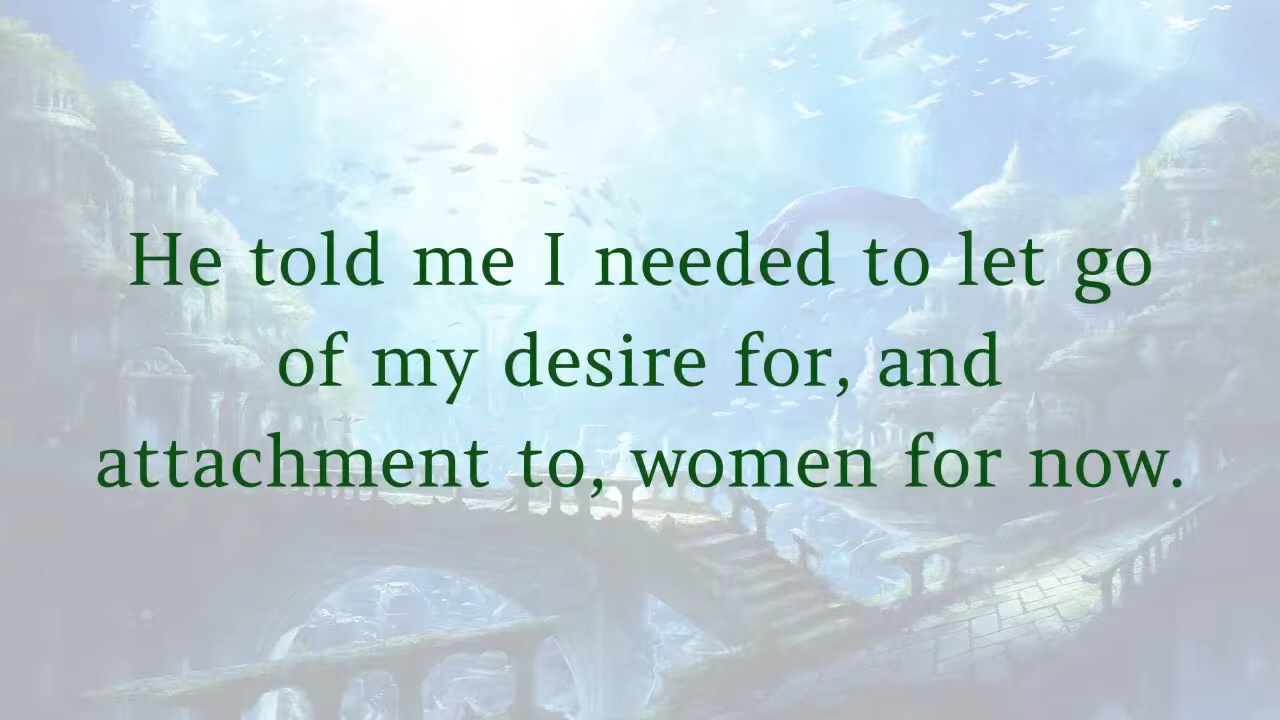 He told me I needed to let go
of my desire for, and
attachment to, women for now.